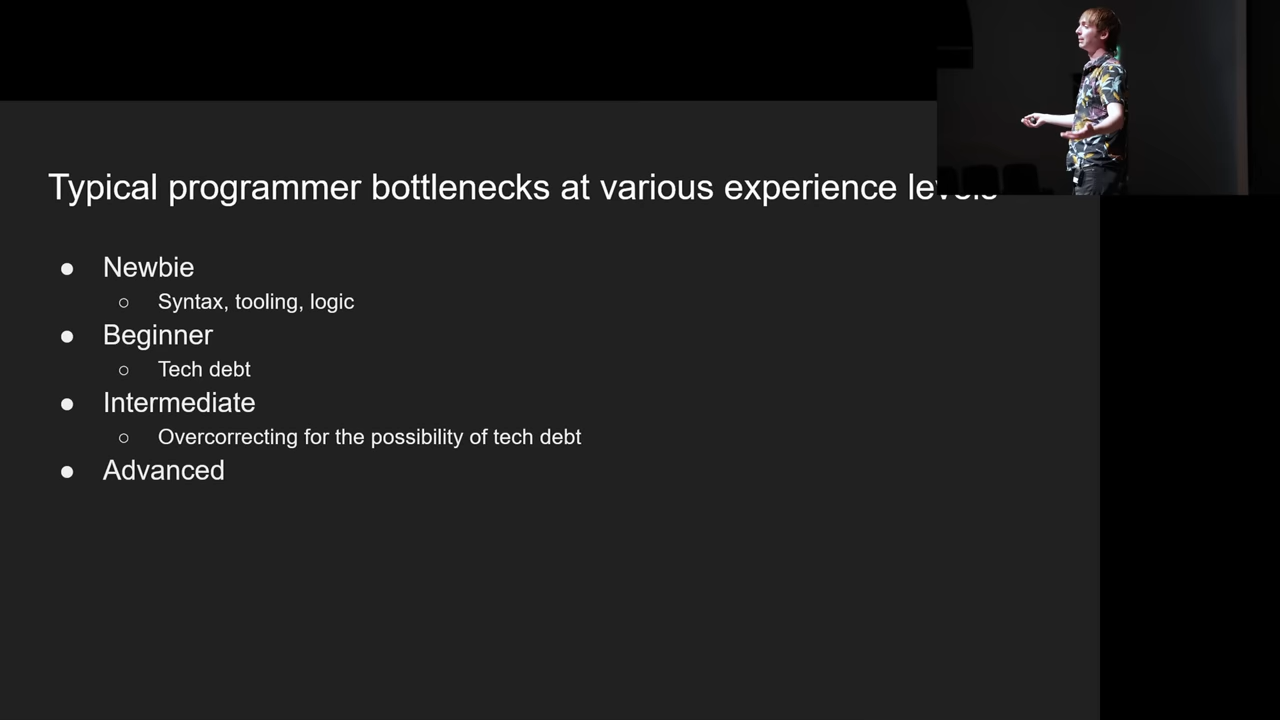 Typical programmer bottlenecks at various experience levels
● Newbie
○ Syntax, tooling, logic
● Beginner
○ Tech debt
● Intermediate
○ Overcorrecting for the possibility of tech debt
● Advanced